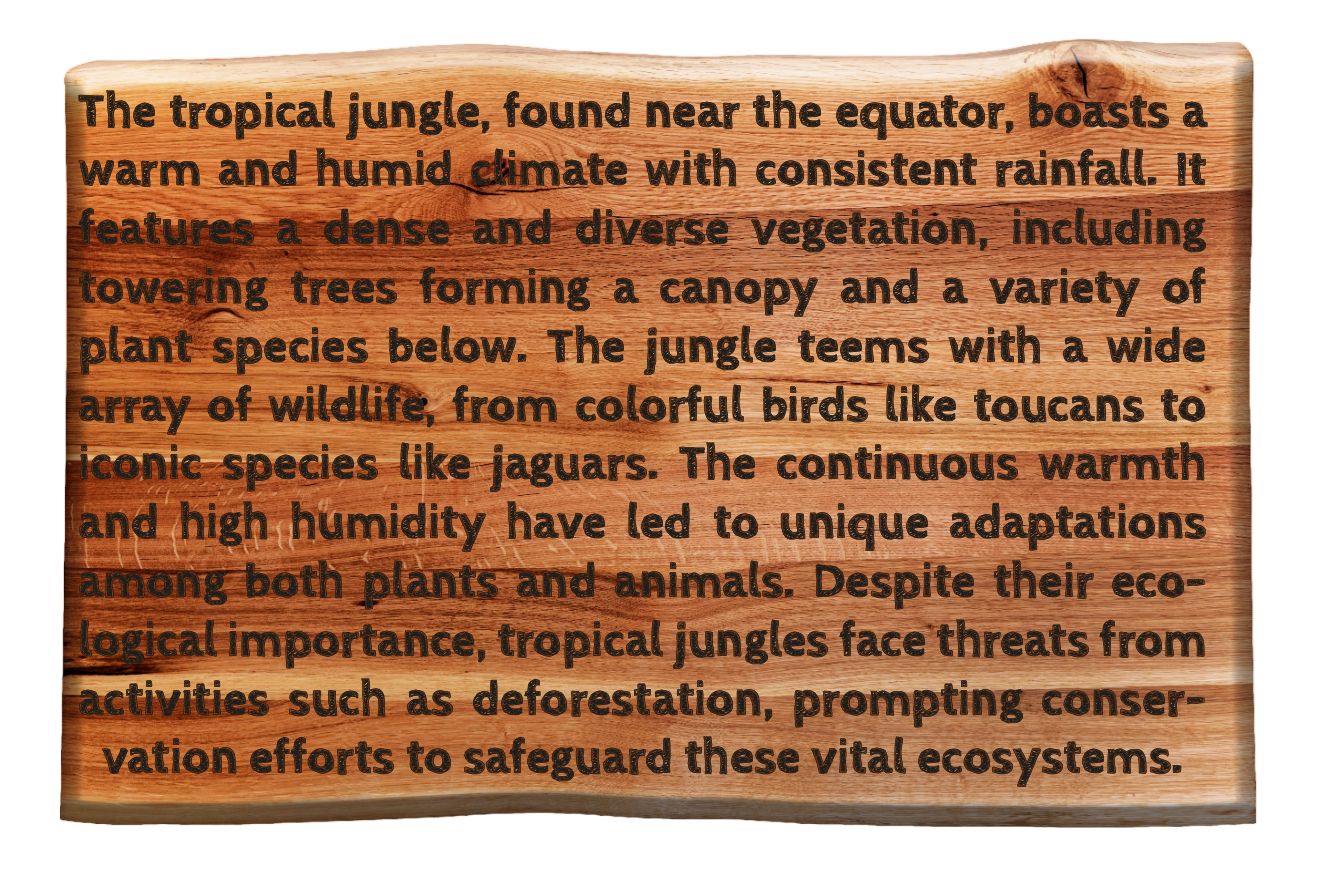 The tropical jungle, found near the equator, boasts a
warm and humid climate with consistent rainfall. It
features a dense and diverse vegetation, including
towering trees forming a canopy and a variety of
plant species below. The jungle teems with a wide
array of wildlife, from colorful birds like toucans to
iconic species like jaguars. The continuous warmth
and high humidity have led to unique adaptations
among both plants and animals. Despite their eco-
logical importance, tropical jungles face threats from
activities such as deforestation, prompting conser-
vation efforts to safeguard these vital ecosystems.